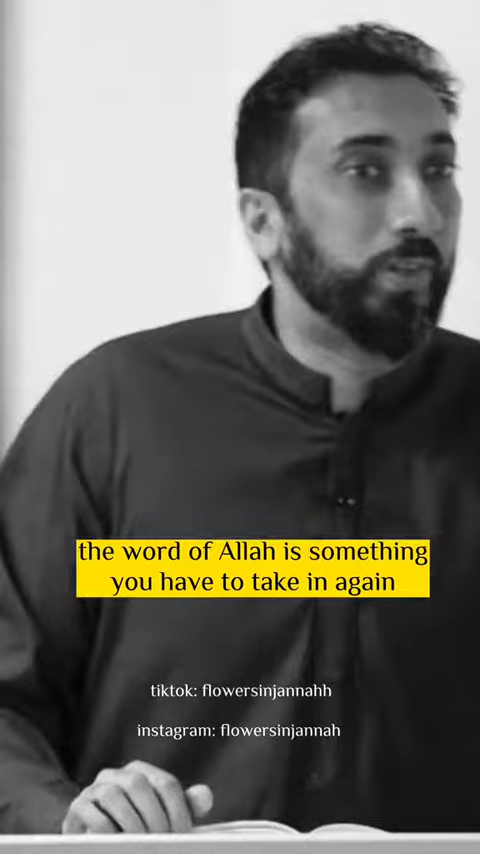 the word of Allah is something
you have to take in again
tiktok: flowersinjannahh
instagram: flowersinjannah